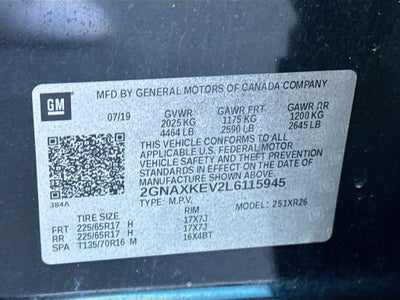 MFD BY GENERAL MOTORS OF CANADA COMPANY
GM
07/19 GVWR GAWR FRT GAWR RR
2025 KG 1175 KG 1200 KG
4464 LB 2590 LB 2645 LB
THIS VEHICLE CONFORMS TO ALL APPLICABLE
U.S. FEDERAL MOTOR VEHICLE SAFETY,
VEHICLE SAFETY, BUMPER, AND THEFT PREVENTION
STANDARDS IN EFFECT ON THE DATE OF
MANUFACTURE SHOWN ABOVE.
2GNAXKEV2L6115945
384A TYPE: M.P.V. 251XR26
TIRE SIZE RIM
FRT 225/65R17 H 17X7J
RR 225/65R17 H 17X7J
SPA T135/70R16 M 16X4BT